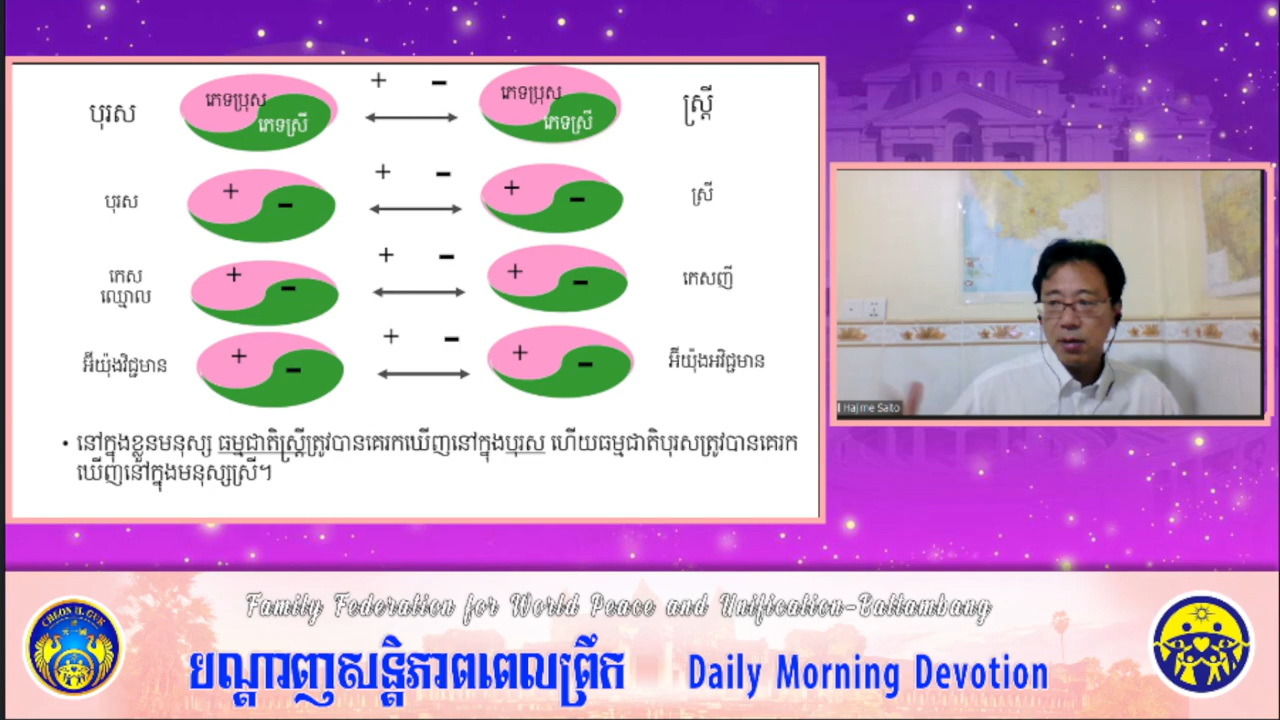 បុរស
ភេទប្រុស
ភេទស្រី
+ −
ភេទប្រុស
ភេទស្រី
ស្ត្រី
បុរស
+ −
+ −
+ −
ស្រី
កេស
ឈ្មោល
+ −
+ −
+ −
កេសញី
អ៊ីយ៉ុងវិជ្ជមាន
+ −
+ −
+ −
អ៊ីយ៉ុងអវិជ្ជមាន
• នៅក្នុងខ្លួនមនុស្ស ធម្មជាតិស្ត្រីត្រូវបានគេរកឃើញនៅក្នុងបុរស ហើយធម្មជាតិបុរសត្រូវបានគេរក
ឃើញនៅក្នុងមនុស្សស្រី។
Hajime Saito
Family Federation for World Peace and Unification-Battambang
បណ្តាញសន្តិភាពពេលព្រឹក Daily Morning Devotion
CHEON IL GUK